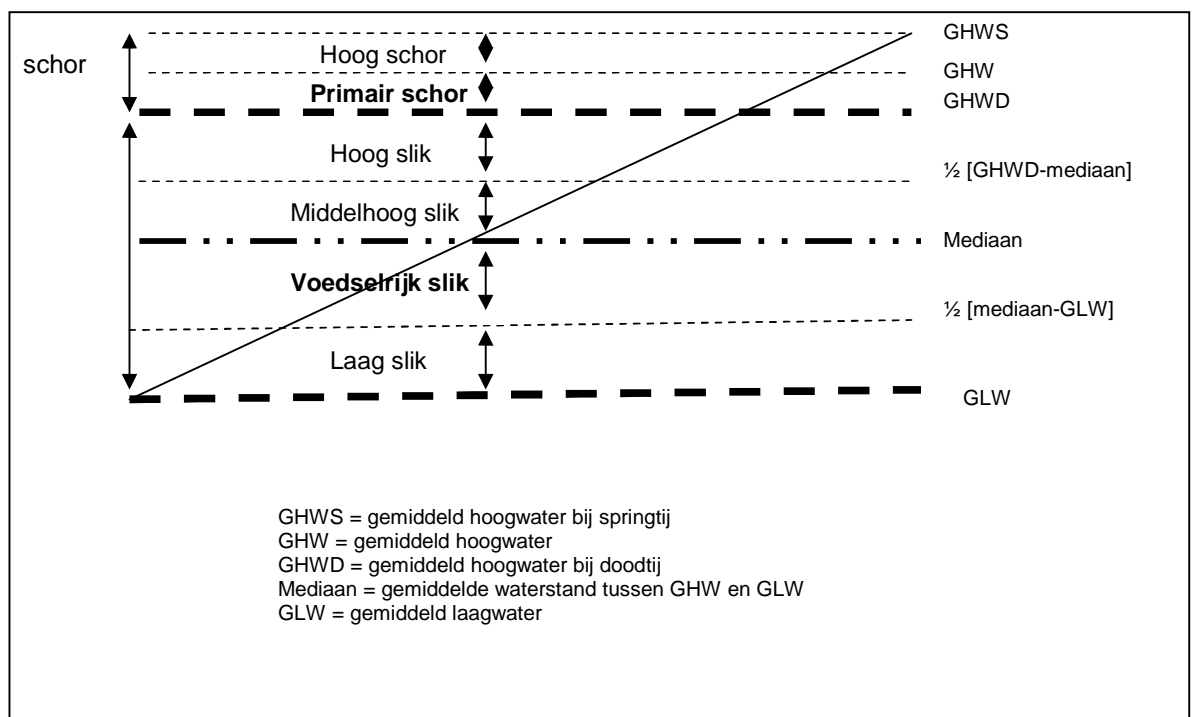 GHWS
Hoog schor
schor
GHW
Primair schor
GHWD
Hoog slik
½ [GHWD-mediaan]
Middelhoog slik
Mediaan
Voedselrijk slik
½ [mediaan-GLW]
Laag slik
GLW
GHWS = gemiddeld hoogwater bij springtij
GHW = gemiddeld hoogwater
GHWD = gemiddeld hoogwater bij doodtij
Mediaan = gemiddelde waterstand tussen GHW en GLW
GLW = gemiddeld laagwater